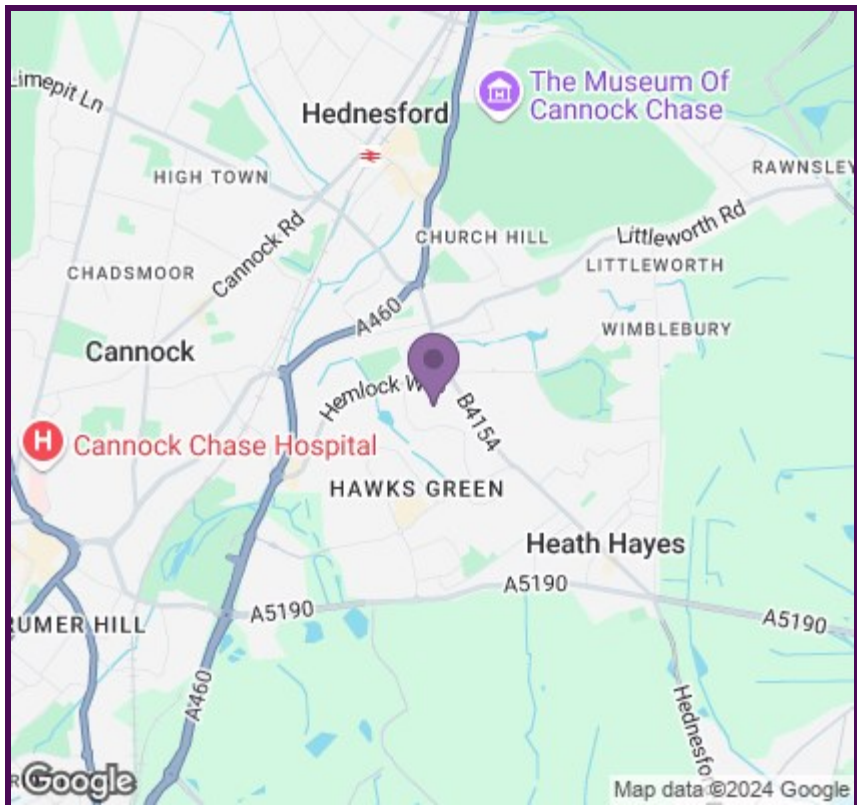 Limepit Ln
Hednesford
The Museum Of
Cannock Chase
HIGH TOWN
RAWNSLEY
Cannock Rd
CHURCH HILL
Littleworth Rd
LITTLEWORTH
CHADSMOOR
A460
WIMBLEBURY
Cannock
Hemlock W
B4154
H
Cannock Chase Hospital
HAWKS GREEN
Heath Hayes
A5190
A5190
A5190
RUMER HILL
A460
Hednesfo
Google
Map data ©2024 Google